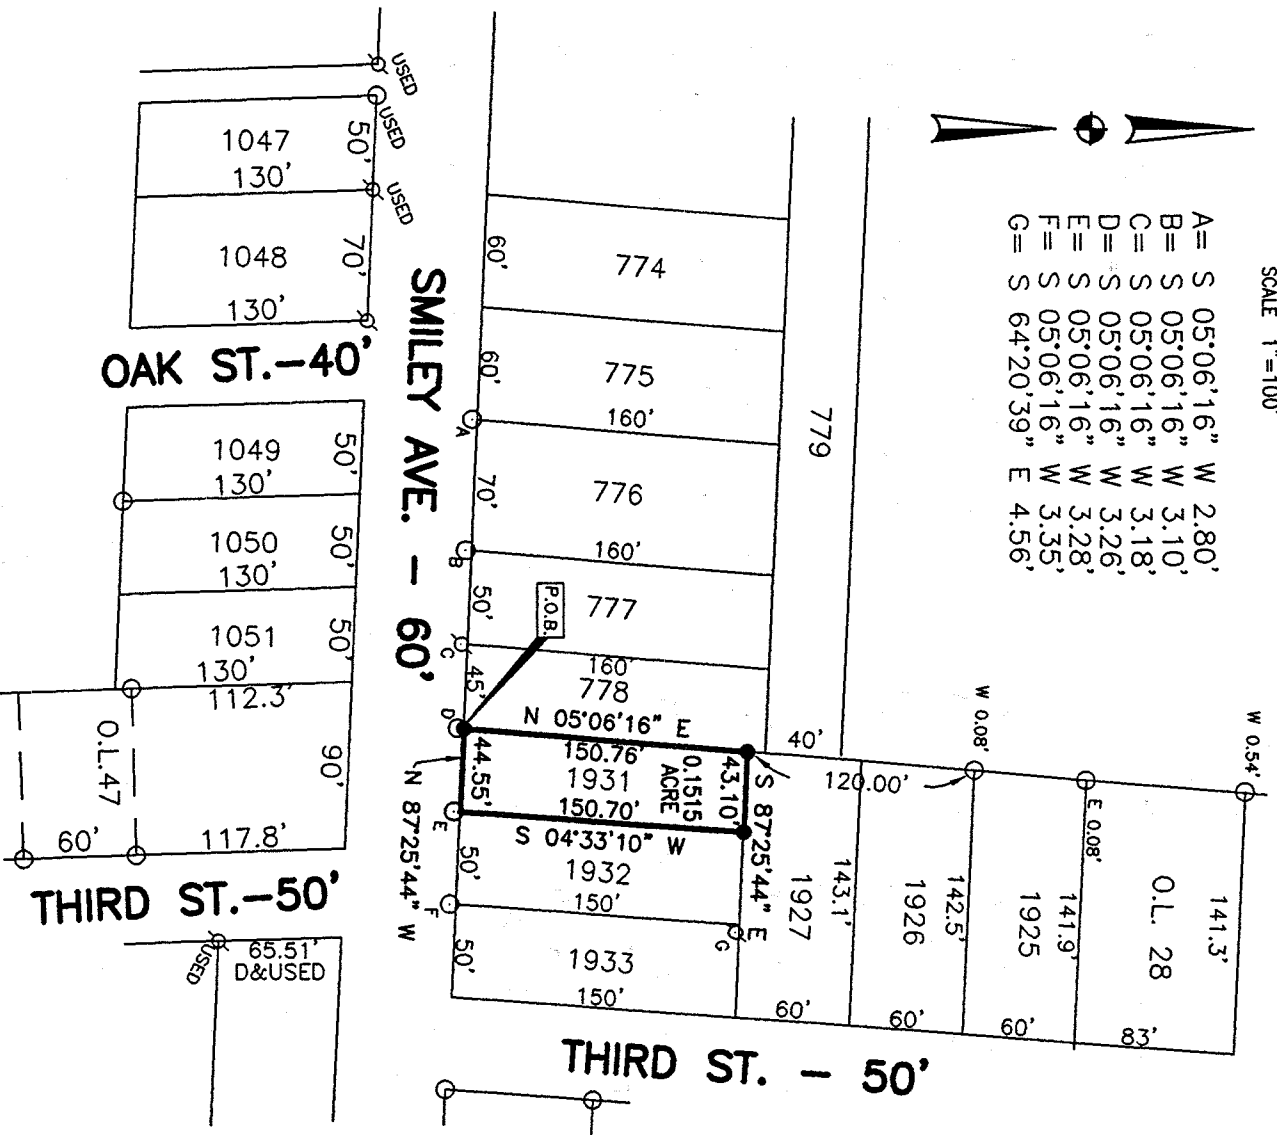 SCALE 1"=100'
A= S 05°06'16" W 2.80'
B= S 05°06'16" W 3.10'
C= S 05°06'16" W 3.18'
D= S 05°06'16" W 3.26'
E= S 05°06'16" W 3.28'
F= S 05°06'16" W 3.35'
G= S 64°20'39" E 4.56'
USED
USED
USED
1047
50'
130'
1048
70'
130'
OAK ST.-40'
1049
50'
130'
1050
50'
130'
1051
50'
130'
112.3'
O.L.47
90'
60'
117.8'
THIRD ST.-50'
USED
65.51'
D&USED
SMILEY AVE. - 60'
60'
774
60'
775
160'
A
70'
776
160'
B
50'
777
P.O.B.
C
160'
45'
778
D
779
N 05°06'16" E
150.76'
1931
150.70'
44.55'
43.10'
0.1515
ACRE
S 04°33'10" W
N 87°25'44" W
S 87°25'44" E
E
50'
1932
150'
F
50'
1933
150'
G
40'
120.00'
W 0.08'
E 0.08'
W 0.54'
1927
143.1'
1926
142.5'
1925
141.9'
O.L. 28
141.3'
60'
60'
60'
83'
THIRD ST. - 50'